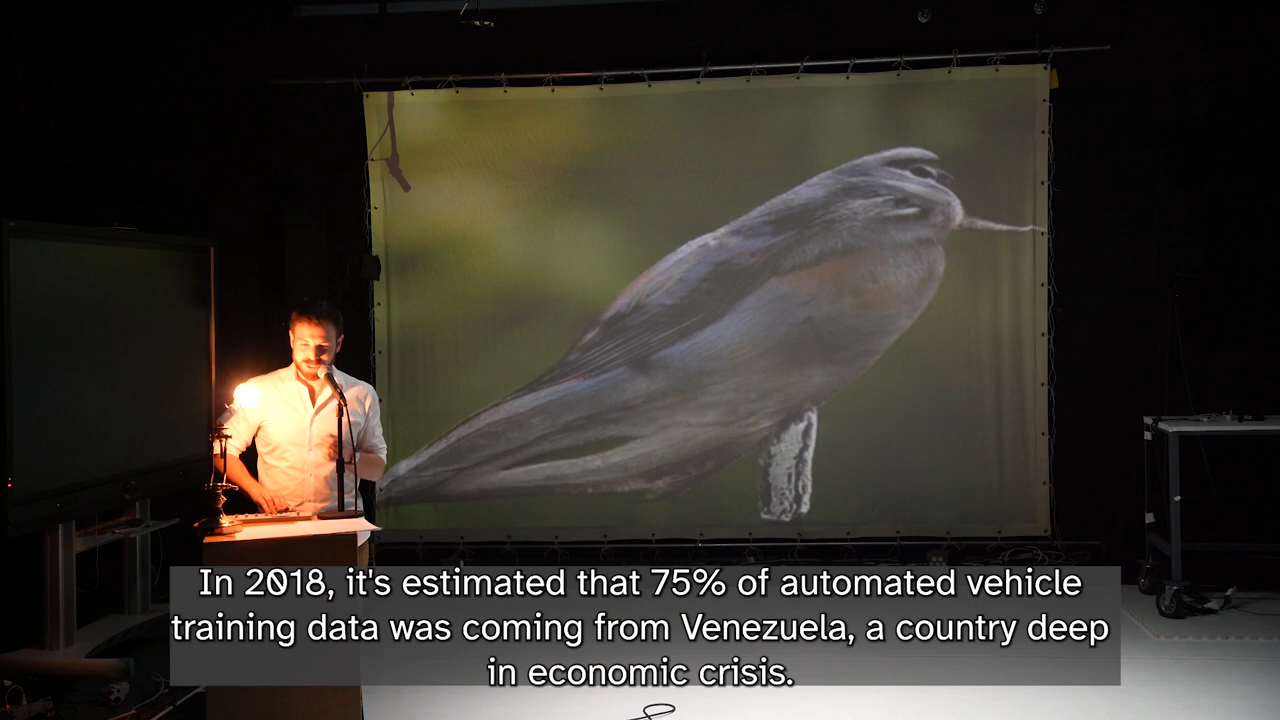 In 2018, it's estimated that 75% of automated vehicle
training data was coming from Venezuela, a country deep
in economic crisis.